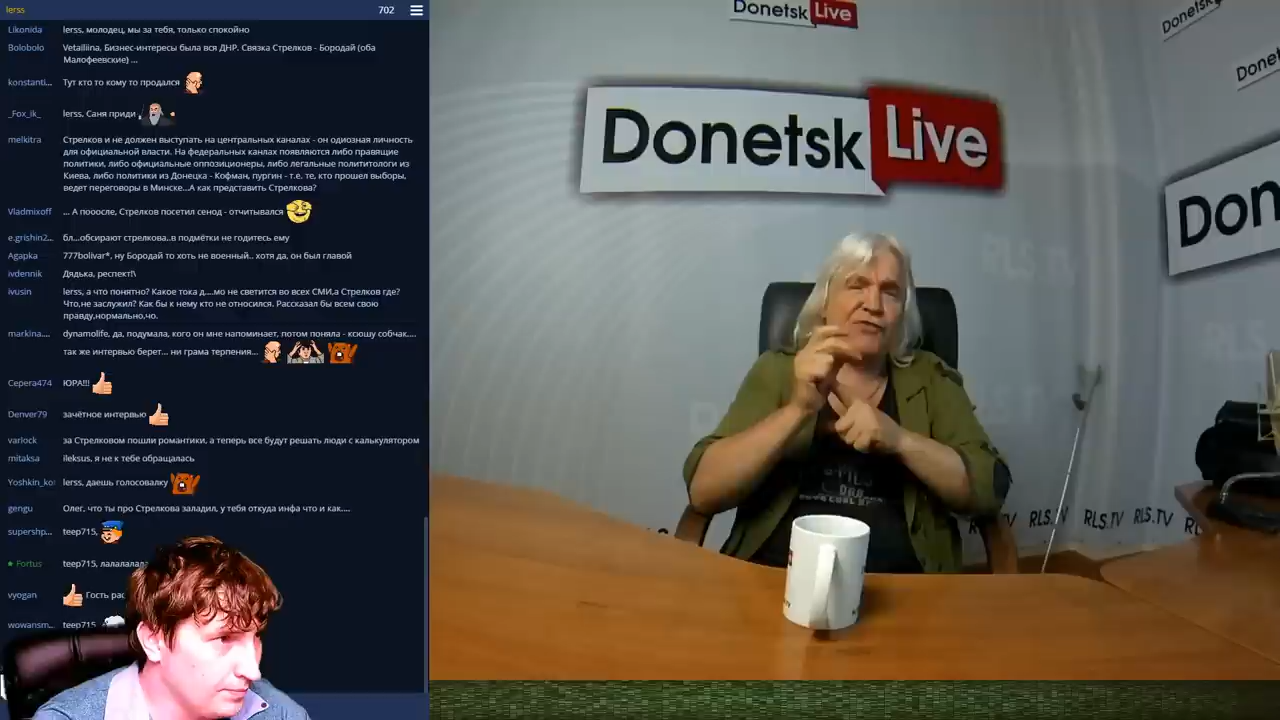 lerss
702
Likonida lerss, молодец, мы за тебя, только спокойно
Bolobolo Vetalliina, Бизнес-интересы была вся ДНР. Связка Стрелков - Бородай (оба
Малофеевские) ...
konstanti... Тут кто то кому то продался
_Fox_ik_ lerss, Саня приди
melkitra Стрелков и не должен выступать на центральных каналах - он одиозная личность
для официальной власти. На федеральных канлах появляются либо правящие
политики, либо официальные оппозиционеры, либо легальные полититологи из
Киева, либо политики из Донецка - Кофман, пургин - т.е. те, кто прошел выборы,
ведет переговоры в Минске...А как представить Стрелкова?
Vladmixoff ... А пооосле, Стрелков посетил сенод - отчитывался
e.grishin2... бл...обсирают стрелкова..в подмётки не годитесь ему
Agapka 777bolivar*, ну Бородай то хоть не военный.. хотя да, он был главой
ivdennik Дядька, респект!\
ivusin lerss, а что понятно? Какое тока д....мо не светится во всех СМИ,а Стрелков где?
Что,не заслужил? Как бы к нему кто не относился. Рассказал бы всем свою
правду,нормально,чо.
markina.... dynamolife, да, подумала, кого он мне напоминает, потом поняла - ксюшу собчак....
так же интервью берет... ни грама терпения...
Cepera474 ЮРА!!!
Denver79 зачётное интервью
varlock за Стрелковом пошли романтики, а теперь все будут решать люди с калькулятором
mitaksa ileksus, я не к тебе обращалась
Yoshkin_ko lerss, даешь голосовалку
gengu Олег, что ты про Стрелкова заладил, у тебя откуда инфа что и как....
supershp... teep715,
Fortus teep715, лалалалал
vyogan Гость рас
wowansm... teep715,
Donetsk Live
Donetsk Live
Donetsk
Donet
Don
RLS.TV
RLS.TV
RLS.TV
RLS.TV